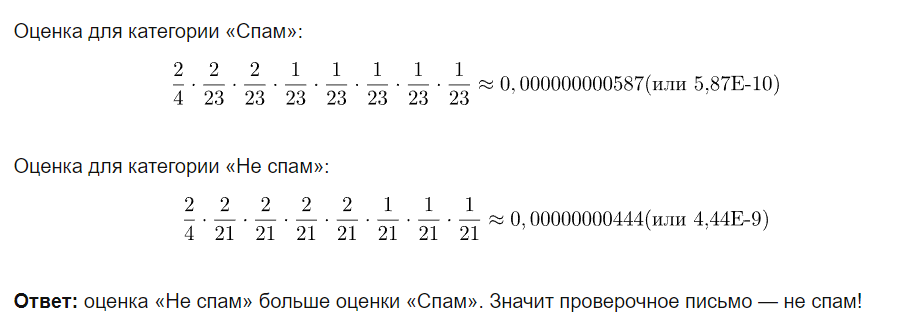 Оценка для категории «Спам»:
2/4 · 2/23 · 2/23 · 1/23 · 1/23 · 1/23 · 1/23 · 1/23 ≈ 0,000000000587(или 5,87E-10)
Оценка для категории «Не спам»:
2/4 · 2/21 · 2/21 · 2/21 · 2/21 · 1/21 · 1/21 · 1/21 ≈ 0,00000000444(или 4,44E-9)
Ответ: оценка «Не спам» больше оценки «Спам». Значит проверочное письмо — не спам!